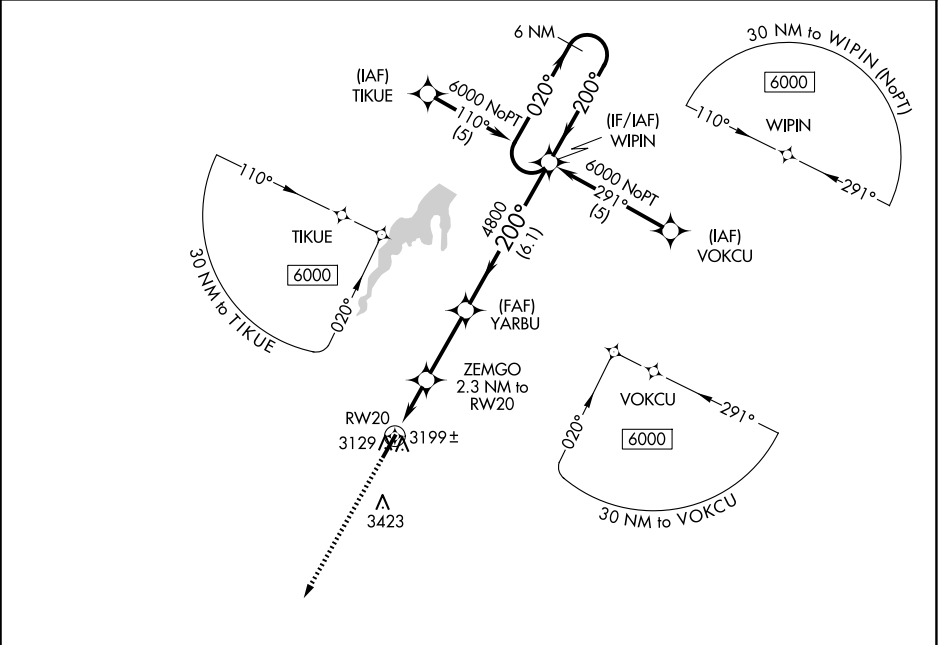 6 NM
30 NM to WIPIN (NoPT)
6000
110°
WIPIN
291°
(IAF)
TIKUE
6000 NoPT
110°
(5)
020°
200°
(IF/IAF)
WIPIN
6000 NoPT
291°
(5)
(IAF)
VOKCU
110°
TIKUE
6000
020°
30 NM to TIKUE
4800
200°
(6.1)
(FAF)
YARBU
ZEMGO
2.3 NM to
RW20
RW20
3129
3199±
3423
VOKCU
6000
020°
291°
30 NM to VOKCU